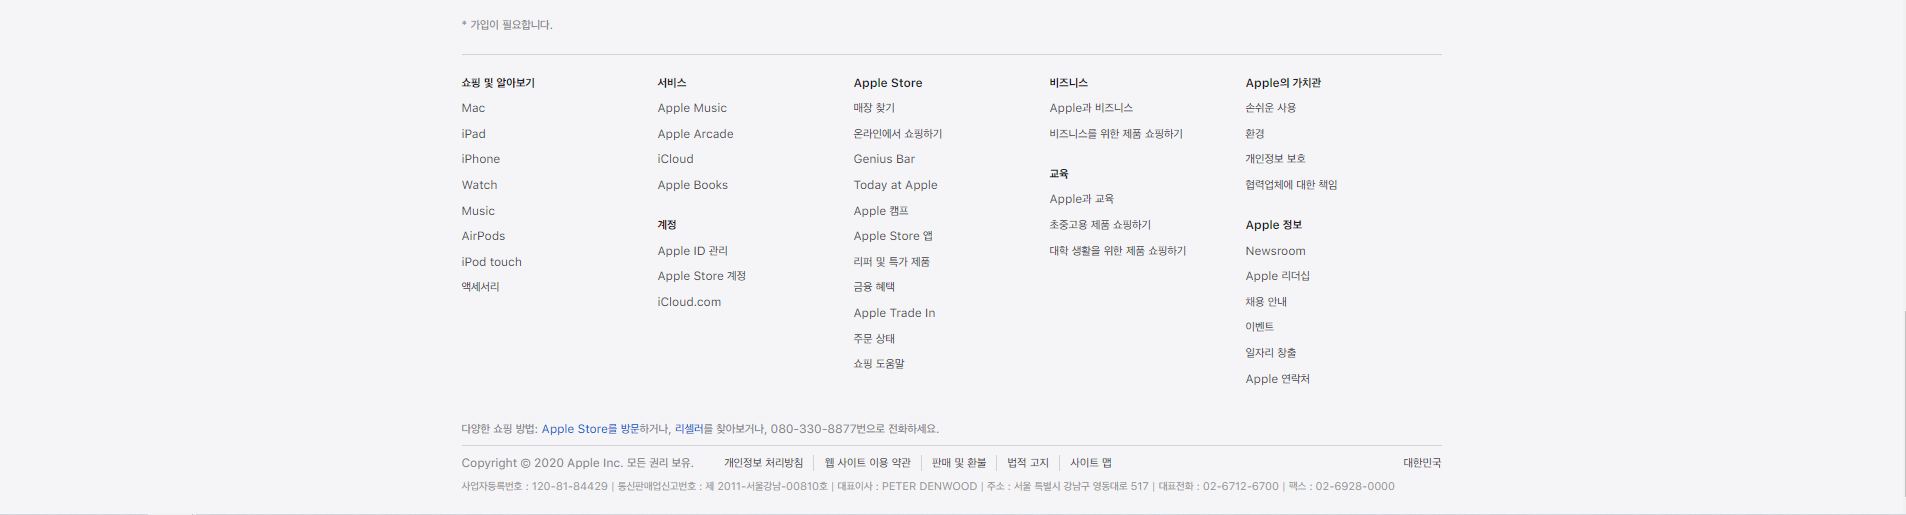 * 가입이 필요합니다.
쇼핑 및 알아보기
Mac
iPad
iPhone
Watch
Music
AirPods
iPod touch
액세서리
서비스
Apple Music
Apple Arcade
iCloud
Apple Books
계정
Apple ID 관리
Apple Store 계정
iCloud.com
Apple Store
매장 찾기
온라인에서 쇼핑하기
Genius Bar
Today at Apple
Apple 캠프
Apple Store 앱
리퍼 및 특가 제품
금융 혜택
Apple Trade In
주문 상태
쇼핑 도움말
비즈니스
Apple과 비즈니스
비즈니스를 위한 제품 쇼핑하기
교육
Apple과 교육
초중고용 제품 쇼핑하기
대학 생활을 위한 제품 쇼핑하기
Apple의 가치관
손쉬운 사용
환경
개인정보 보호
협력업체에 대한 책임
Apple 정보
Newsroom
Apple 리더십
채용 안내
이벤트
일자리 창출
Apple 연락처
다양한 쇼핑 방법: Apple Store를 방문하거나, 리셀러를 찾아보거나, 080-330-8877번으로 전화하세요.
Copyright © 2020 Apple Inc. 모든 권리 보유. 개인정보 처리방침 | 웹 사이트 이용 약관 | 판매 및 환불 | 법적 고지 | 사이트 맵 대한민국
사업자등록번호 : 120-81-84429 | 통신판매업신고번호 : 제 2011-서울강남-00810호 | 대표이사 : PETER DENWOOD | 주소 : 서울 특별시 강남구 영동대로 517 | 대표전화 : 02-6712-6700 | 팩스 : 02-6928-0000